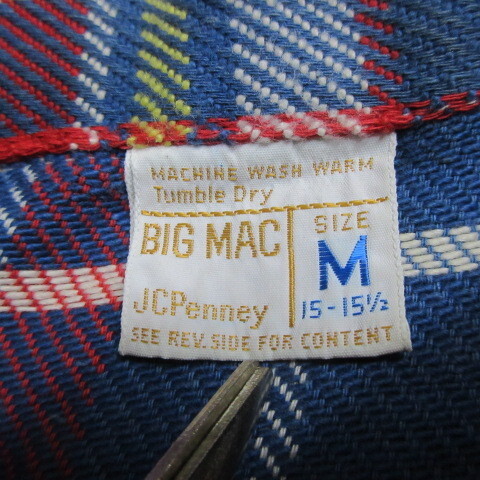 MACHINE WASH WARM
Tumble Dry
BIG MAC
JCPenney
SIZE
M
15-15½
SEE REV. SIDE FOR CONTENT